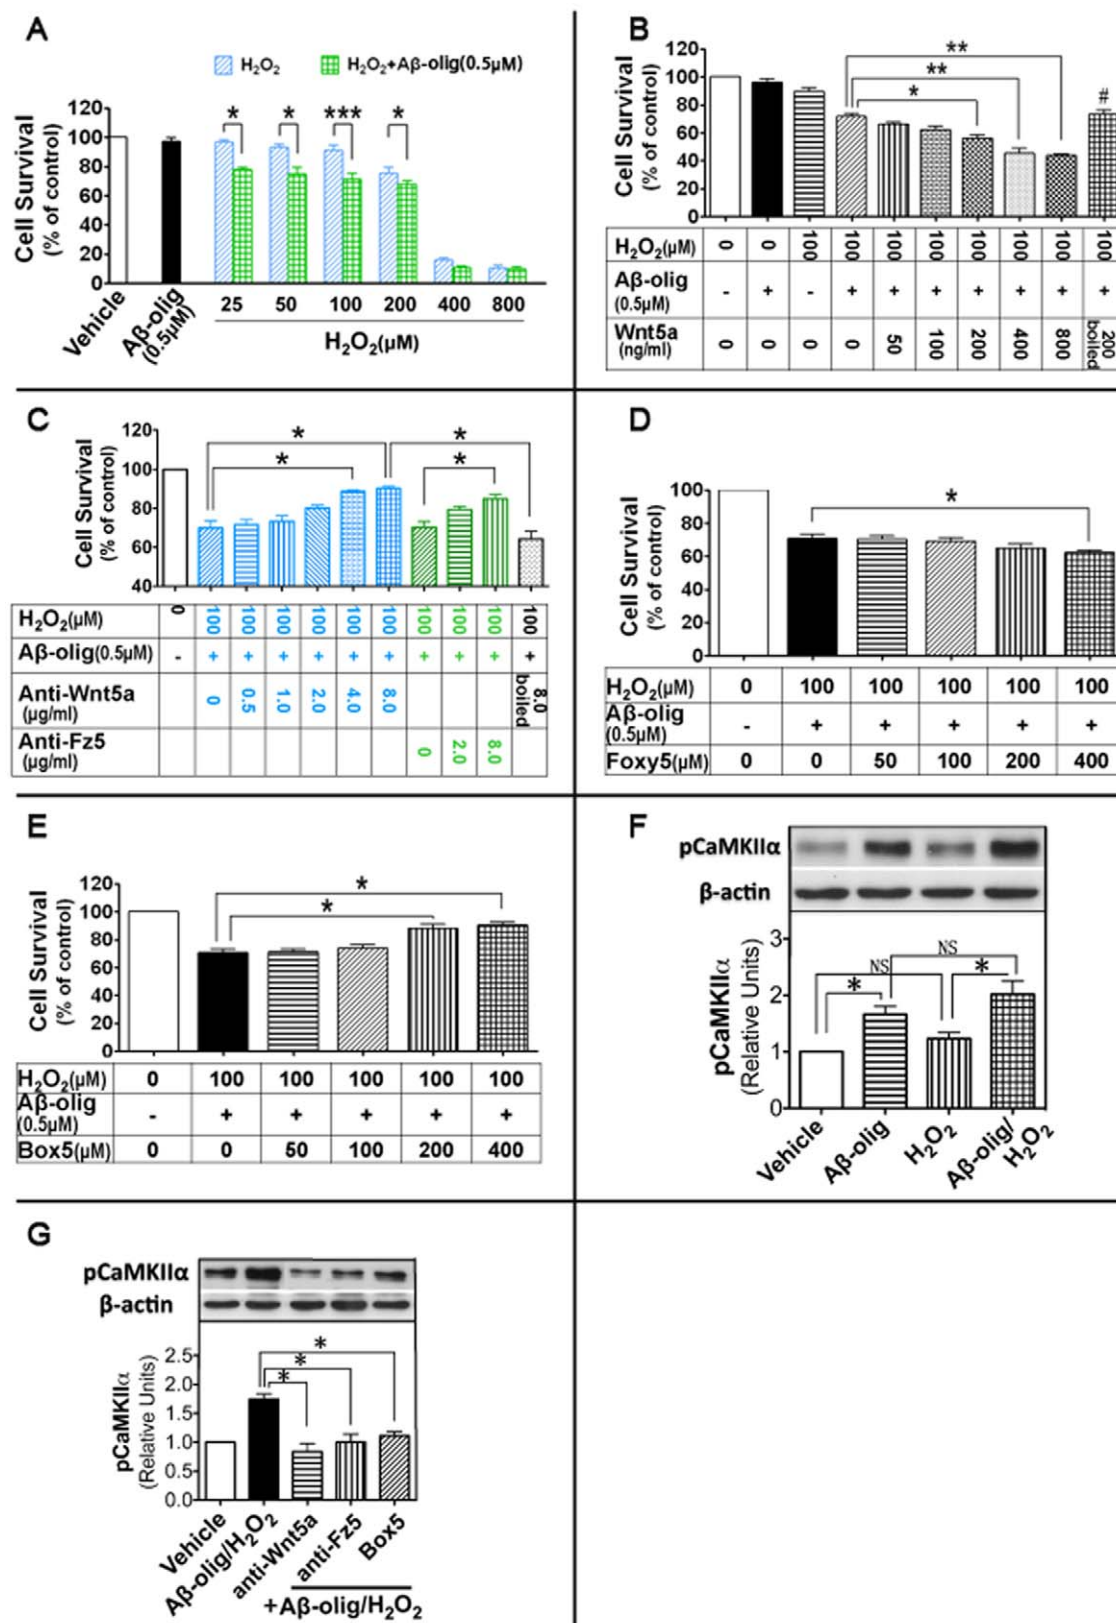 A
H₂O₂ H₂O₂+Aβ-olig(0.5μM)
Cell Survival
(% of control)
120
100
80
60
40
20
0
* * *** *
Vehicle Aβ-olig
(0.5μM)
25 50 100 200 400 800
H₂O₂(μM)
B
Cell Survival
(% of control)
120
100
80
60
40
20
0
**
**
*
#
H₂O₂(μM) 0 0 100 100 100 100 100 100 100 100
Aβ-olig
(0.5μM) - + - + + + + + + +
Wnt5a
(ng/ml) 0 0 0 0 50 100 200 400 800 200
boiled
C
Cell Survival
(% of control)
120
100
80
60
40
* *
* *
H₂O₂(μM) 0 100 100 100 100 100 100 100 100 100 100
Aβ-olig(0.5μM) - + + + + + + + + + +
Anti-Wnt5a
(μg/ml) 0 0.5 1.0 2.0 4.0 8.0 8.0
boiled
Anti-Fz5
(μg/ml) 0 2.0 8.0
D
Cell Survival
(% of control)
100
80
60
40
20
0
*
H₂O₂(μM) 0 100 100 100 100 100
Aβ-olig
(0.5μM) - + + + + +
Foxy5(μM) 0 0 50 100 200 400
E
Cell Survival
(% of control)
120
100
80
60
40
20
0
*
*
H₂O₂(μM) 0 100 100 100 100 100
Aβ-olig
(0.5μM) - + + + + +
Box5(μM) 0 0 50 100 200 400
F
pCaMKIIα
β-actin
pCaMKIIα
(Relative Units)
3
2
1
0
NS
NS *
*
Vehicle Aβ-olig H₂O₂ Aβ-olig/
H₂O₂
G
pCaMKIIα
β-actin
pCaMKIIα
(Relative Units)
2.5
2.0
1.5
1.0
0.5
0.0
*
*
*
Vehicle Aβ-olig/H₂O₂ anti-Wnt5a anti-Fz5 Box5
+Aβ-olig/H₂O₂